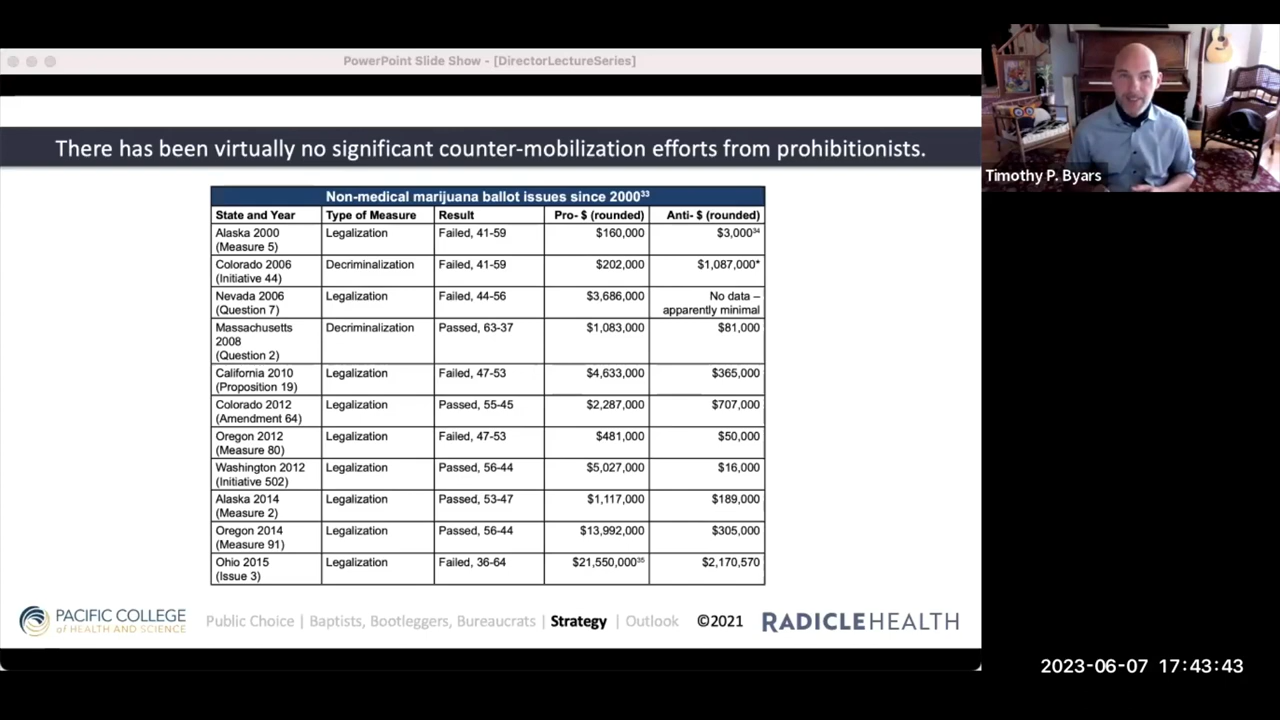 PowerPoint Slide Show - [DirectorLectureSeries]
There has been virtually no significant counter-mobilization efforts from prohibitionists.
Timothy P. Byars
Non-medical marijuana ballot issues since 2000³³
State and Year Type of Measure Result Pro- $ (rounded) Anti- $ (rounded)
Alaska 2000 Legalization Failed, 41-59 $160,000 $3,000³⁴
(Measure 5)
Colorado 2006 Decriminalization Failed, 41-59 $202,000 $1,087,000*
(Initiative 44)
Nevada 2006 Legalization Failed, 44-56 $3,686,000 No data –
(Question 7) apparently minimal
Massachusetts Decriminalization Passed, 63-37 $1,083,000 $81,000
2008
(Question 2)
California 2010 Legalization Failed, 47-53 $4,633,000 $365,000
(Proposition 19)
Colorado 2012 Legalization Passed, 55-45 $2,287,000 $707,000
(Amendment 64)
Oregon 2012 Legalization Failed, 47-53 $481,000 $50,000
(Measure 80)
Washington 2012 Legalization Passed, 56-44 $5,027,000 $16,000
(Initiative 502)
Alaska 2014 Legalization Passed, 53-47 $1,117,000 $189,000
(Measure 2)
Oregon 2014 Legalization Passed, 56-44 $13,992,000 $305,000
(Measure 91)
Ohio 2015 Legalization Failed, 36-64 $21,550,000³⁵ $2,170,570
(Issue 3)
PACIFIC COLLEGE
of HEALTH AND SCIENCE
Public Choice | Baptists, Bootleggers, Bureaucrats | Strategy | Outlook ©2021 RADICLEHEALTH
2023-06-07 17:43:43